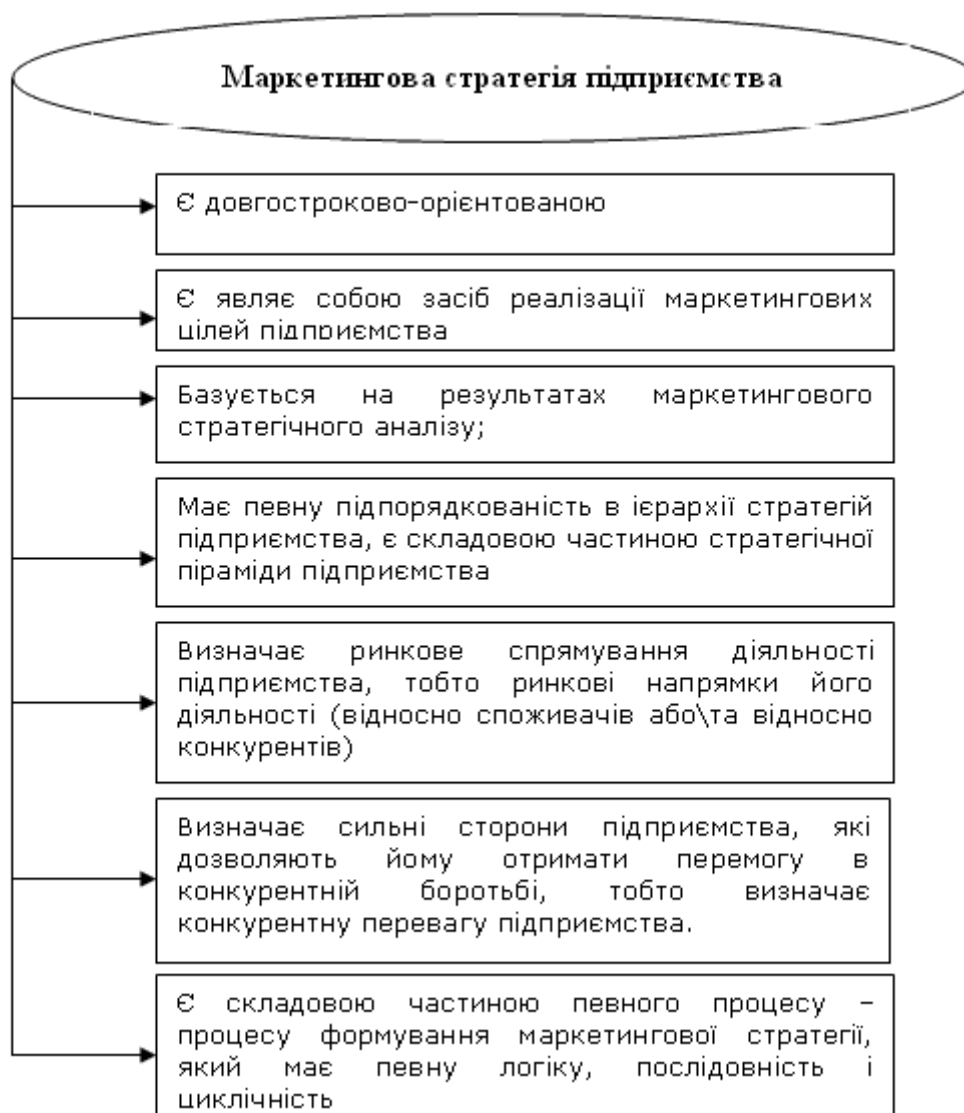 Маркетингова стратегія підприємства
Є довгостроково-орієнтованою
Є являє собою засіб реалізації маркетингових
цілей підприємства
Базується на результатах маркетингового
стратегічного аналізу;
Має певну підпорядкованість в ієрархії стратегій
підприємства, є складовою частиною стратегічної
піраміди підприємства
Визначає ринкове спрямування діяльності
підприємства, тобто ринкові напрямки його
діяльності (відносно споживачів або\та відносно
конкурентів)
Визначає сильні сторони підприємства, які
дозволяють йому отримати перемогу в
конкурентній боротьбі, тобто визначає
конкурентну перевагу підприємства.
Є складовою частиною певного процесу –
процесу формування маркетингової стратегії,
який має певну логіку, послідовність і
циклічність